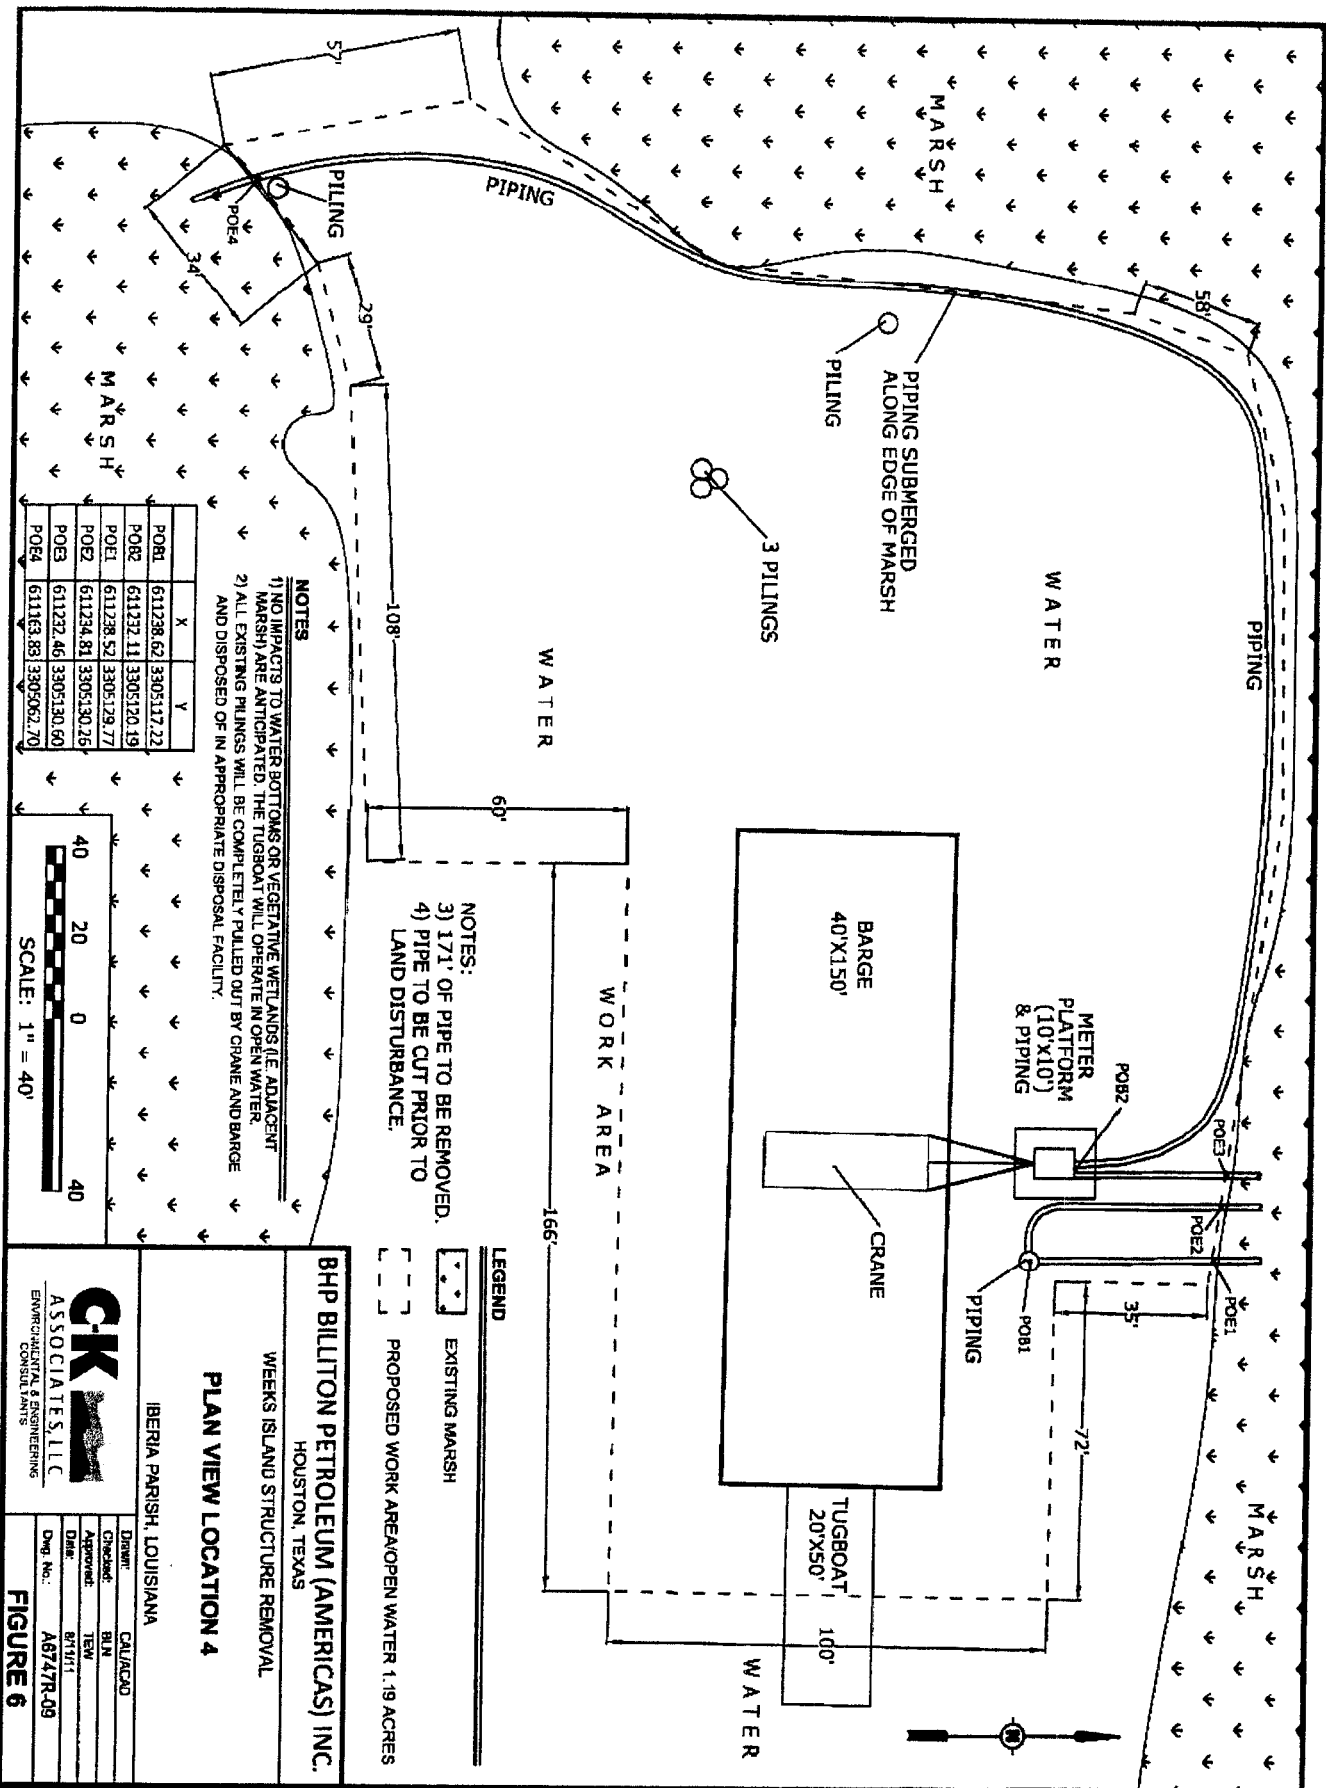 MARSH
57'
PILING
PIPING
POE4
34'
29'
58'
PILING
PIPING SUBMERGED
ALONG EDGE OF MARSH
3 PILINGS
WATER
PIPING
MARSH
108'
WATER
60'
BARGE
40'X150'
METER
PLATFORM
(10'x10')
& PIPING
POB2
POE3
POE2
POE1
POB1
PIPING
CRANE
35'
72'
MARSH
TUGBOAT
20'X50'
100'
WATER
WORK AREA
166'
N
NOTES:
3) 171' OF PIPE TO BE REMOVED.
4) PIPE TO BE CUT PRIOR TO
LAND DISTURBANCE.
NOTES
1) NO IMPACTS TO WATER BOTTOMS OR VEGETATIVE WETLANDS (I.E. ADJACENT
MARSH) ARE ANTICIPATED. THE TUGBOAT WILL OPERATE IN OPEN WATER.
2) ALL EXISTING PILINGS WILL BE COMPLETELY PULLED OUT BY CRANE AND BARGE
AND DISPOSED OF IN APPROPRIATE DISPOSAL FACILITY.
X Y
POB1 611238.62 3305117.22
POB2 611232.11 3305120.19
POE1 611238.52 3305129.77
POE2 611234.81 3305130.26
POE3 611232.46 3305130.60
POE4 611163.83 3305062.70
40 20 0 40
SCALE: 1" = 40'
LEGEND
EXISTING MARSH
PROPOSED WORK AREA/OPEN WATER 1.19 ACRES
BHP BILLITON PETROLEUM (AMERICAS) INC.
HOUSTON, TEXAS
WEEKS ISLAND STRUCTURE REMOVAL
PLAN VIEW LOCATION 4
IBERIA PARISH, LOUISIANA
C-K
ASSOCIATES, LLC
ENVIRONMENTAL & ENGINEERING
CONSULTANTS
Drawn: CAL/ACAD
Checked: BLN
Approved: TEW
Date: 8/11/11
Dwg. No.: A6747R-09
FIGURE 6